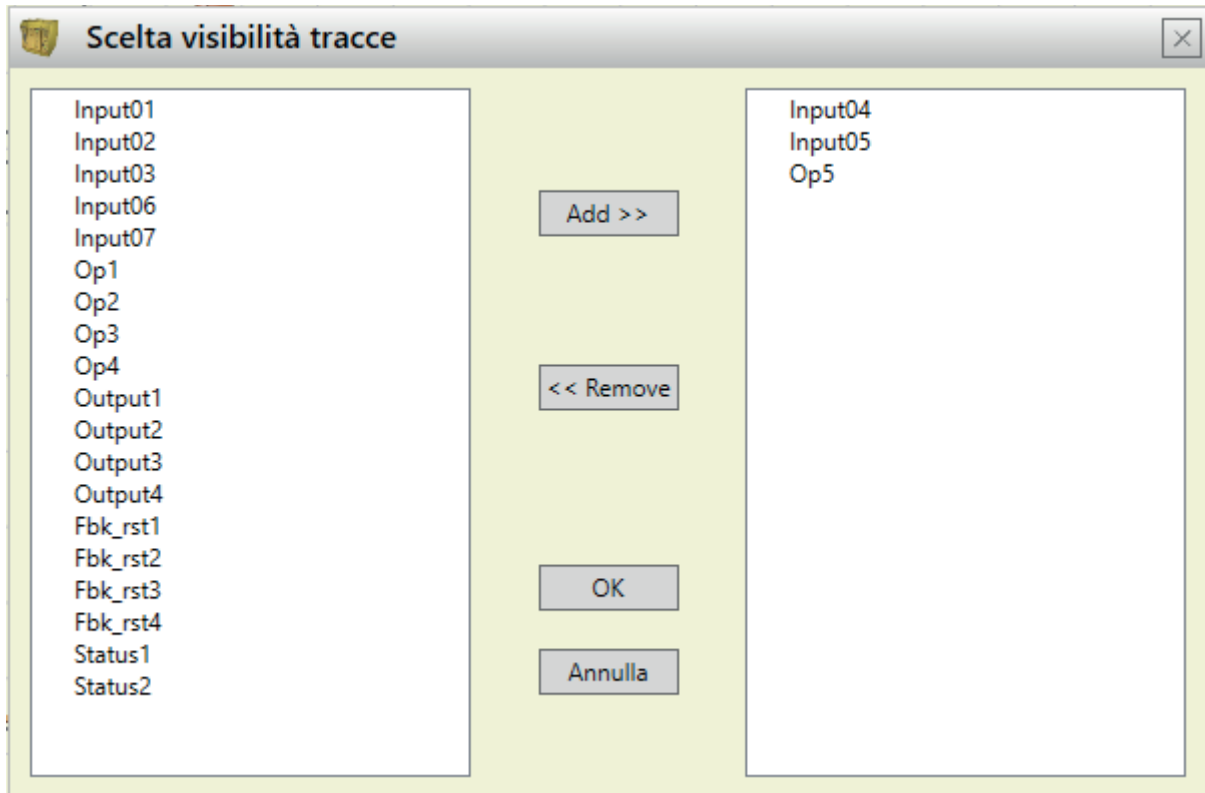 Scelta visibilità tracce
Input01
Input02
Input03
Input06
Input07
Op1
Op2
Op3
Op4
Output1
Output2
Output3
Output4
Fbk_rst1
Fbk_rst2
Fbk_rst3
Fbk_rst4
Status1
Status2
Add >>
<< Remove
OK
Annulla
Input04
Input05
Op5